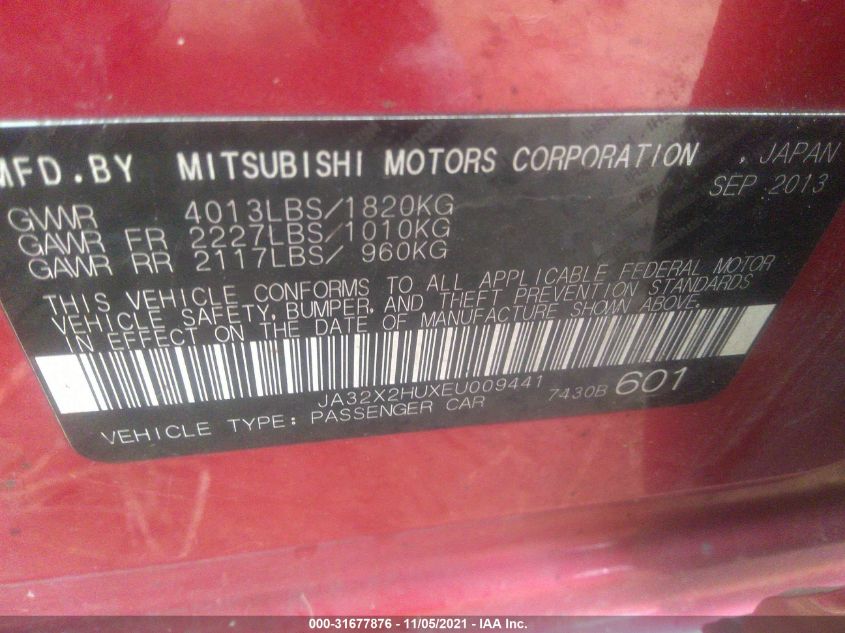 MFD.BY MITSUBISHI MOTORS CORPORATION , JAPAN
SEP 2013
GVWR 4013LBS/1820KG
GAWR FR 2227LBS/1010KG
GAWR RR 2117LBS/ 960KG
THIS VEHICLE CONFORMS TO ALL APPLICABLE FEDERAL MOTOR
VEHICLE SAFETY, BUMPER, AND THEFT PREVENTION STANDARDS
IN EFFECT ON THE DATE OF MANUFACTURE SHOWN ABOVE.
JA32X2HUXEU009441 7430B 601
VEHICLE TYPE: PASSENGER CAR
000-31677876 - 11/05/2021 - IAA Inc.